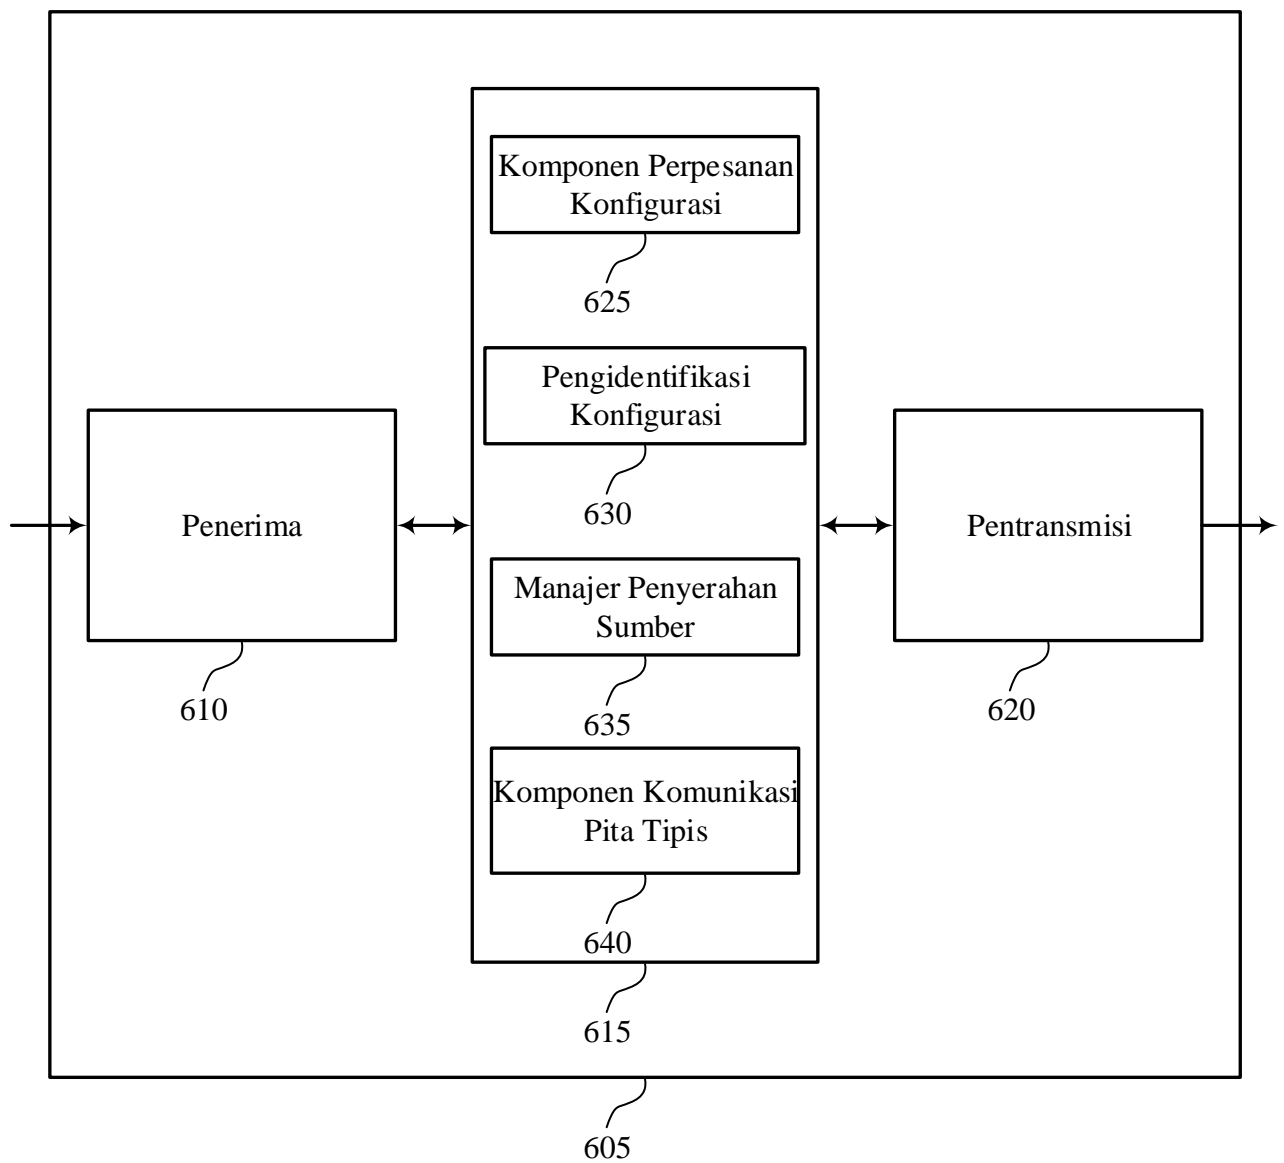 Komponen Perpesanan
Konfigurasi
625
Pengidentifikasi
Konfigurasi
630
Penerima
610
Manajer Penyerahan
Sumber
635
Komponen Komunikasi
Pita Tipis
640
615
Pentransmisi
620
605